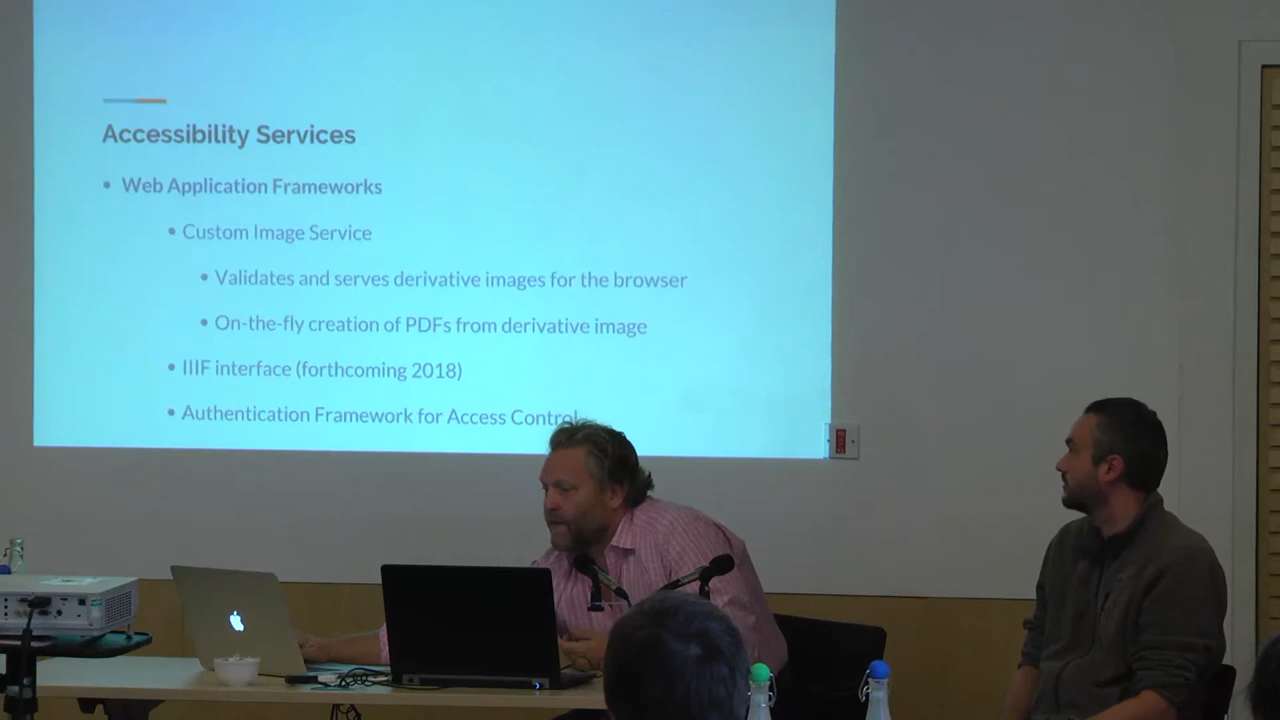 Accessibility Services
• Web Application Frameworks
• Custom Image Service
• Validates and serves derivative images for the browser
• On-the-fly creation of PDFs from derivative image
• IIIF interface (forthcoming 2018)
• Authentication Framework for Access Control